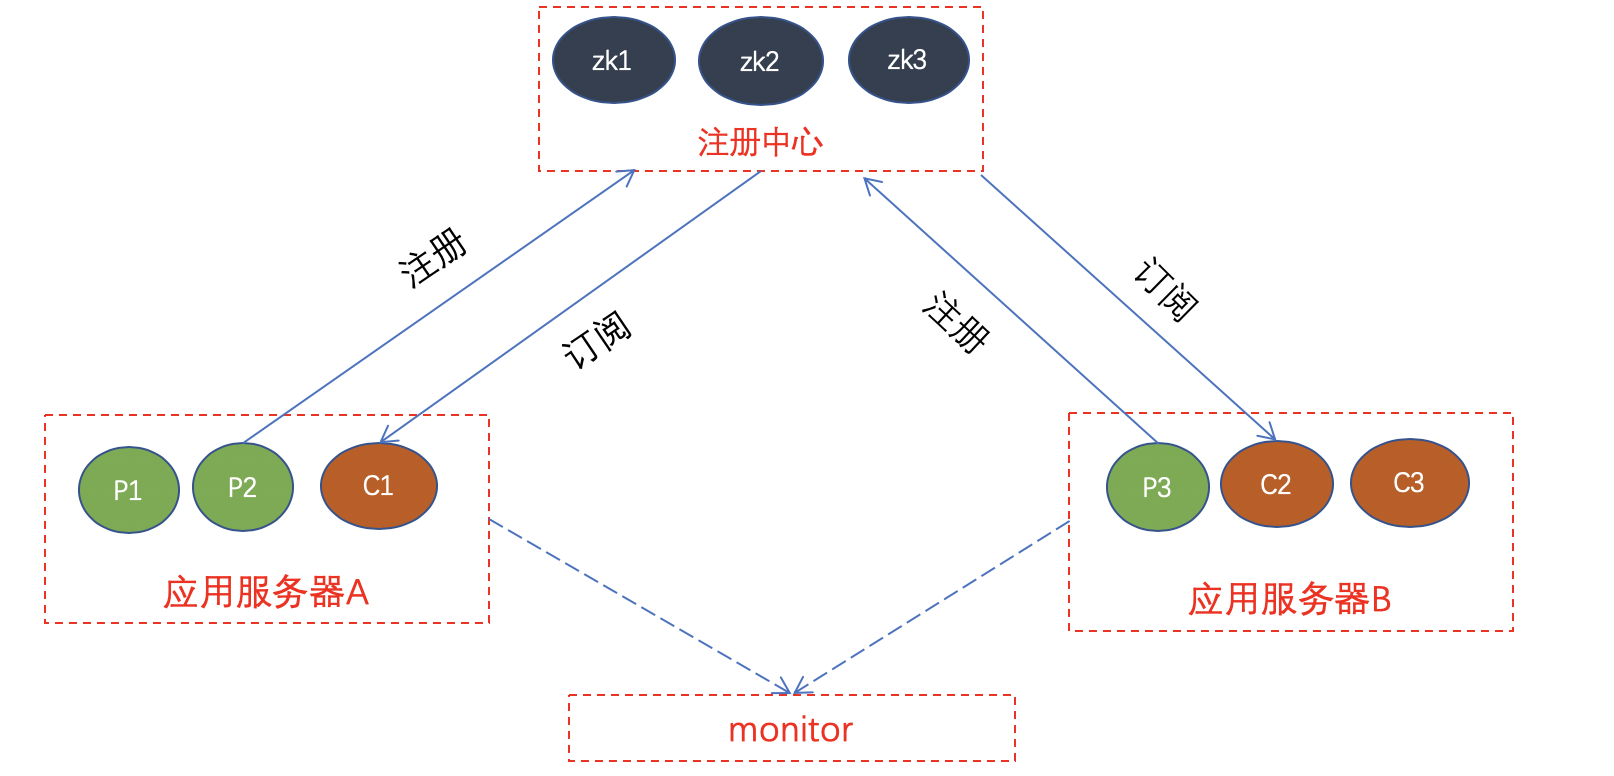 zk1 zk2 zk3
注册中心
注册
订阅
注册
订阅
P1 P2 C1
应用服务器A
P3 C2 C3
应用服务器B
monitor